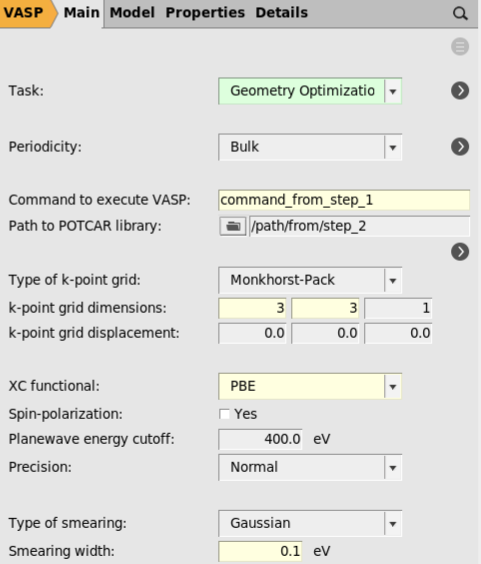 VASP Main Model Properties Details
Task: Geometry Optimizatio
Periodicity: Bulk
Command to execute VASP: command_from_step_1
Path to POTCAR library: /path/from/step_2
Type of k-point grid: Monkhorst-Pack
k-point grid dimensions: 3 3 1
k-point grid displacement: 0.0 0.0 0.0
XC functional: PBE
Spin-polarization: Yes
Planewave energy cutoff: 400.0 eV
Precision: Normal
Type of smearing: Gaussian
Smearing width: 0.1 eV